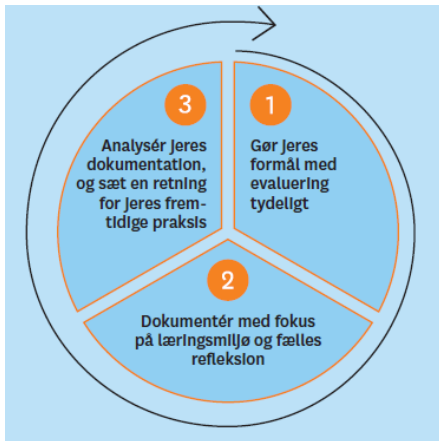 1
Gør jeres
formål med
evaluering
tydeligt
2
Dokumentér med fokus
på læringsmiljø og fælles
refleksion
3
Analysér jeres
dokumentation,
og sæt en retning
for jeres frem-
tidige praksis